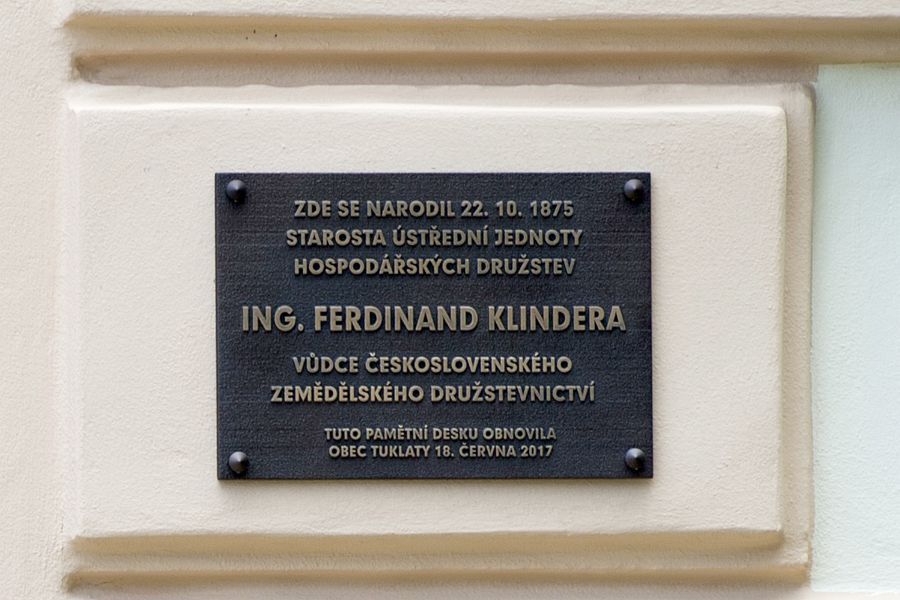 ZDE SE NARODIL 22. 10. 1875
STAROSTA ÚSTŘEDNÍ JEDNOTY
HOSPODÁŘSKÝCH DRUŽSTEV
ING. FERDINAND KLINDERA
VŮDCE ČESKOSLOVENSKÉHO
ZEMĚDĚLSKÉHO DRUŽSTEVNICTVÍ
TUTO PAMĚTNÍ DESKU OBNOVILA
OBEC TUKLATY 18. ČERVNA 2017